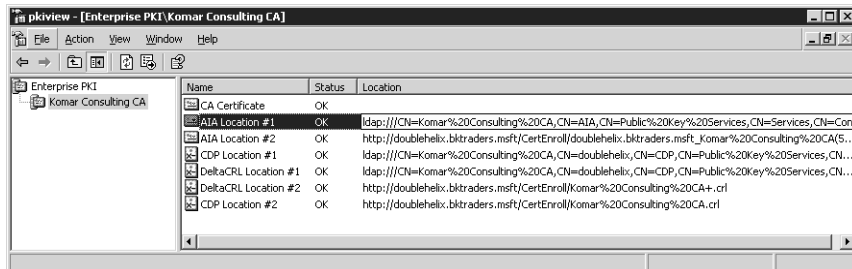 pkiview - [Enterprise PKI\Komar Consulting CA]
File Action View Window Help
Enterprise PKI
Komar Consulting CA
Name Status Location
CA Certificate OK
AIA Location #1 OK ldap:///CN=Komar%20Consulting%20CA,CN=AIA,CN=Public%20Key%20Services,CN=Services,CN=Con
AIA Location #2 OK http://doublehelix.bktraders.msft/CertEnroll/doublehelix.bktraders.msft_Komar%20Consulting%20CA(5...
CDP Location #1 OK ldap:///CN=Komar%20Consulting%20CA,CN=doublehelix,CN=CDP,CN=Public%20Key%20Services,CN...
DeltaCRL Location #1 OK ldap:///CN=Komar%20Consulting%20CA,CN=doublehelix,CN=CDP,CN=Public%20Key%20Services,CN...
DeltaCRL Location #2 OK http://doublehelix.bktraders.msft/CertEnroll/Komar%20Consulting%20CA+.crl
CDP Location #2 OK http://doublehelix.bktraders.msft/CertEnroll/Komar%20Consulting%20CA.crl